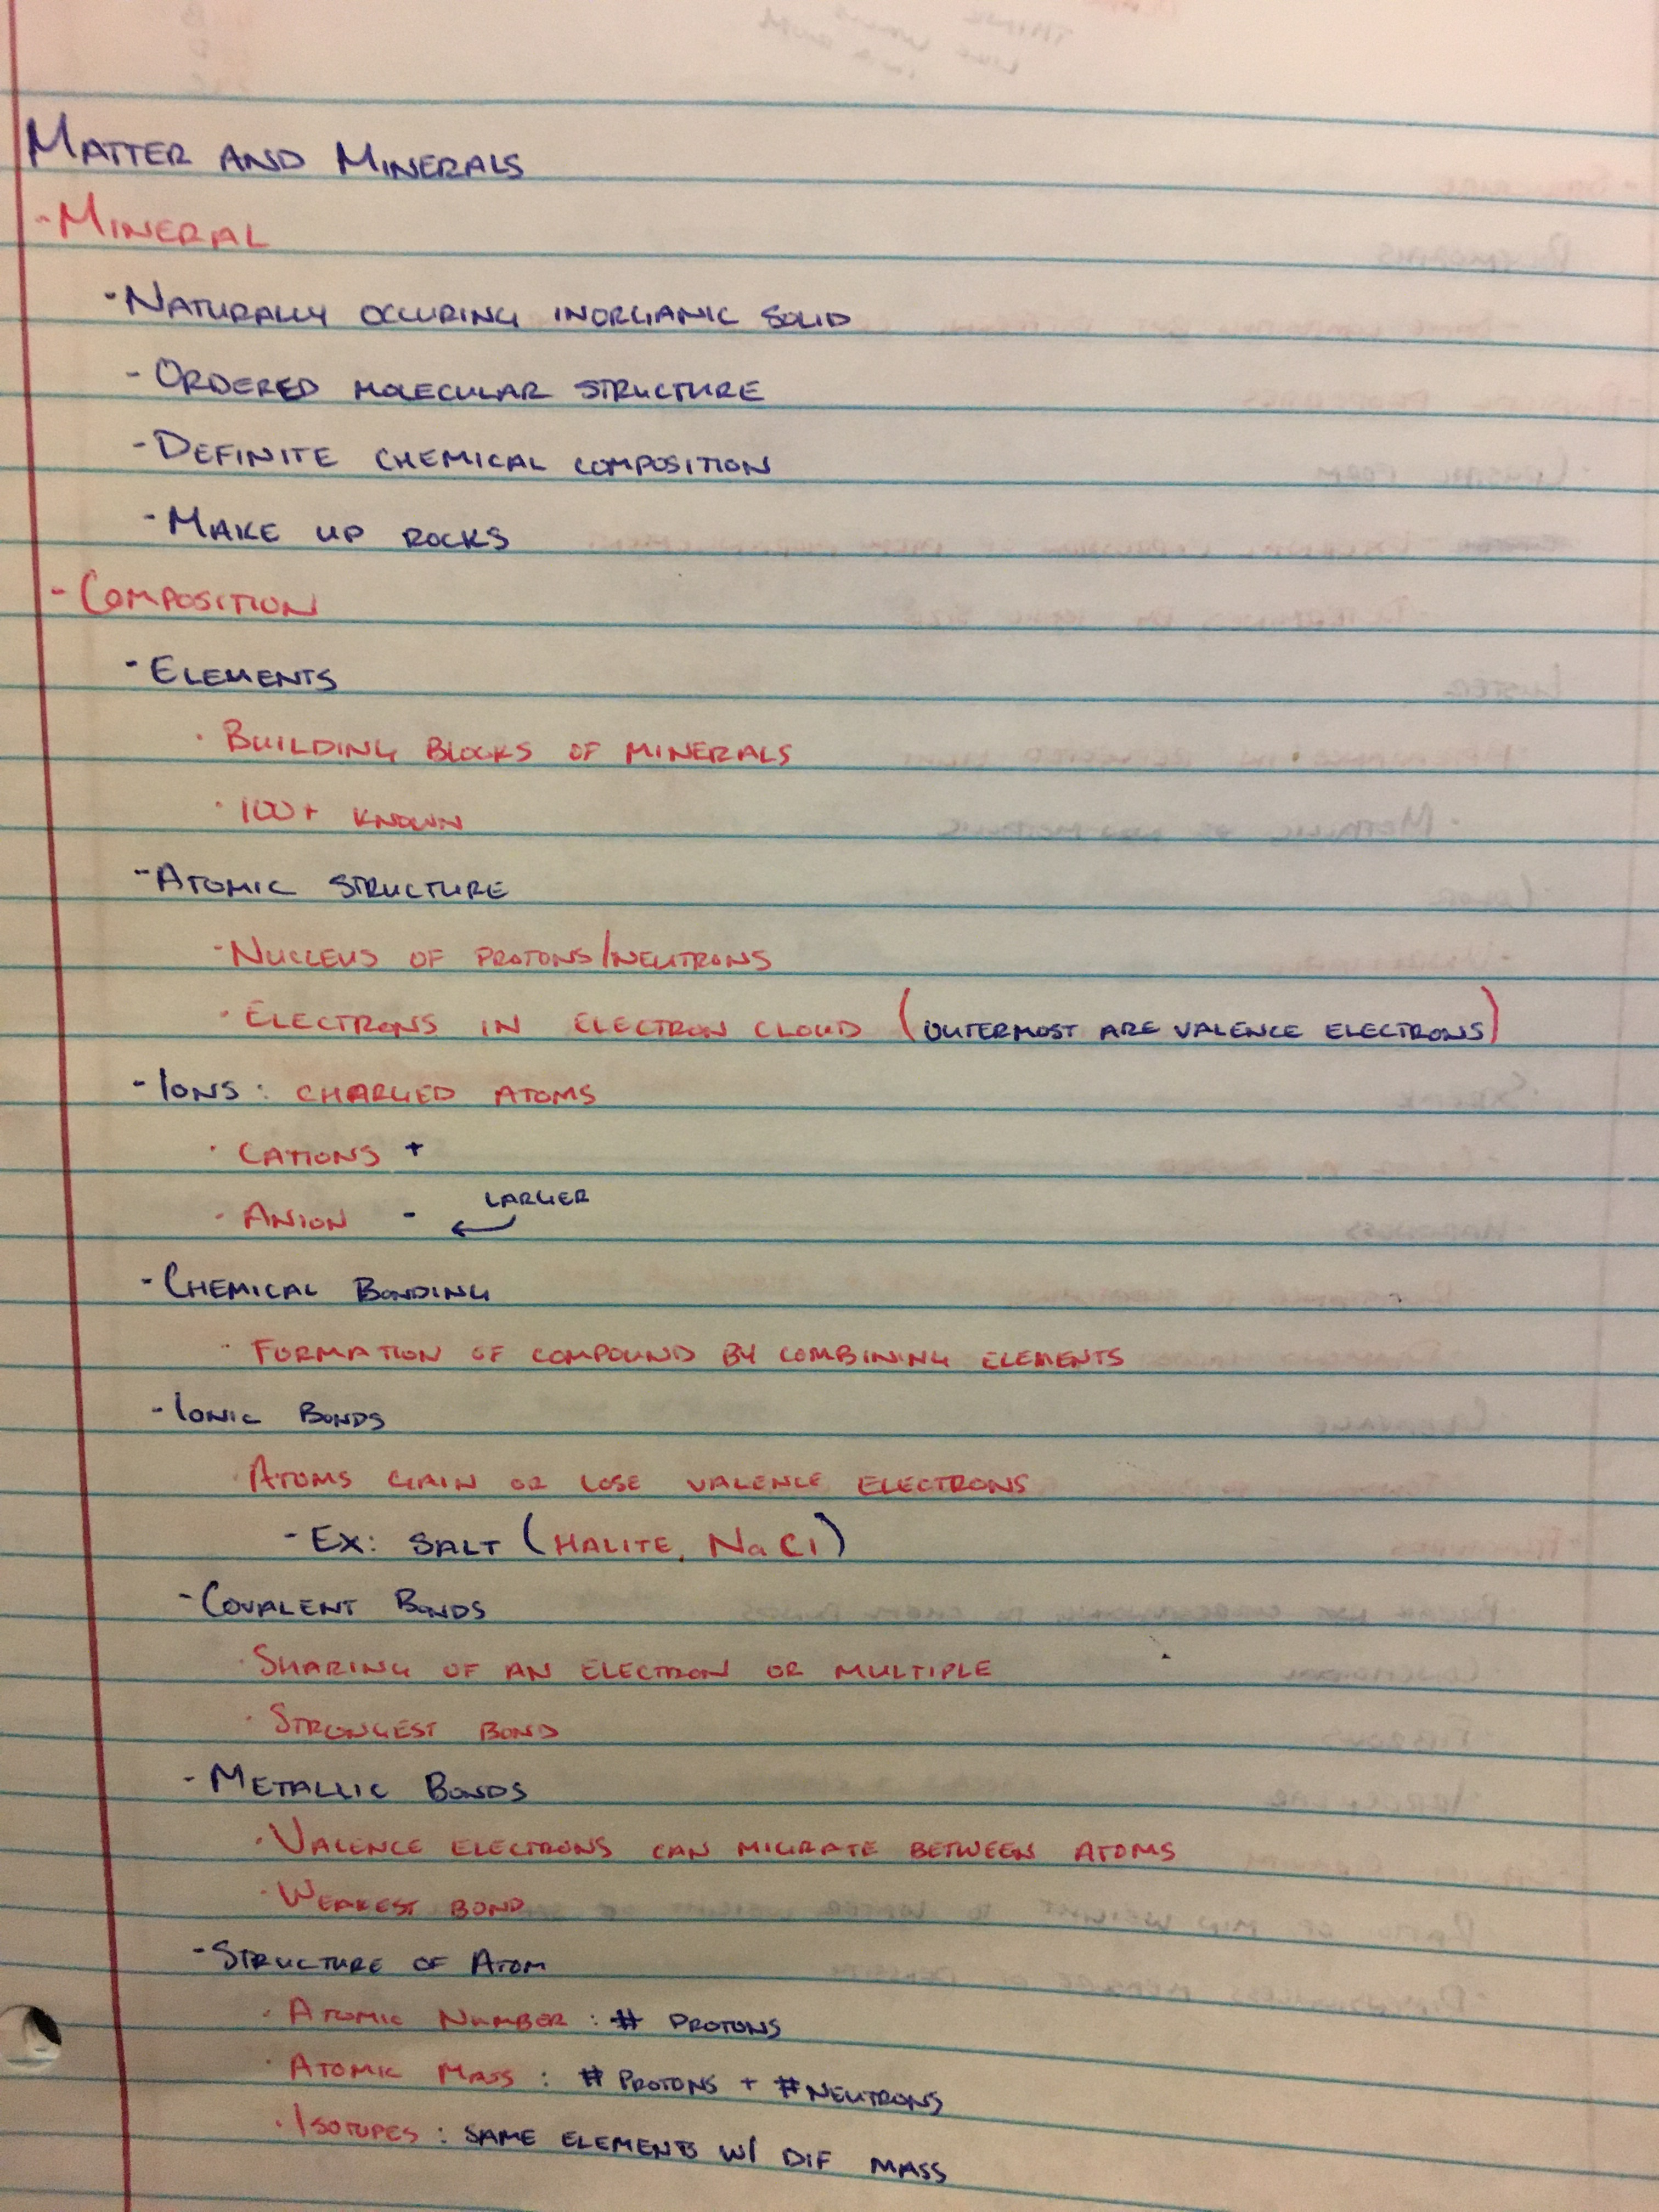 MATTER AND MINERALS
- MINERAL
- NATURALLY OCCURING INORGANIC SOLID
- ORDERED MOLECULAR STRUCTURE
- DEFINITE CHEMICAL COMPOSITION
- MAKE UP ROCKS
- COMPOSITION
- ELEMENTS
· BUILDING BLOCKS OF MINERALS
· 100+ KNOWN
- ATOMIC STRUCTURE
- NUCLEUS OF PROTONS/NEUTRONS
· ELECTRONS IN ELECTRON CLOUD (OUTERMOST ARE VALENCE ELECTRONS)
- IONS: CHARGED ATOMS
· CATIONS +
LARGER
· ANION - ←
- CHEMICAL BONDING
· FORMATION OF COMPOUND BY COMBINING ELEMENTS
- IONIC BONDS
· ATOMS GAIN OR LOSE VALENCE ELECTRONS
- EX: SALT (HALITE, NaCl)
- COVALENT BONDS
· SHARING OF AN ELECTRON OR MULTIPLE
· STRONGEST BOND
- METALLIC BONDS
· VALENCE ELECTRONS CAN MIGRATE BETWEEN ATOMS
· WEAKEST BOND
- STRUCTURE OF ATOM
· ATOMIC NUMBER: # PROTONS
· ATOMIC MASS: # PROTONS + # NEUTRONS
· ISOTOPES: SAME ELEMENTS W/ DIF MASS